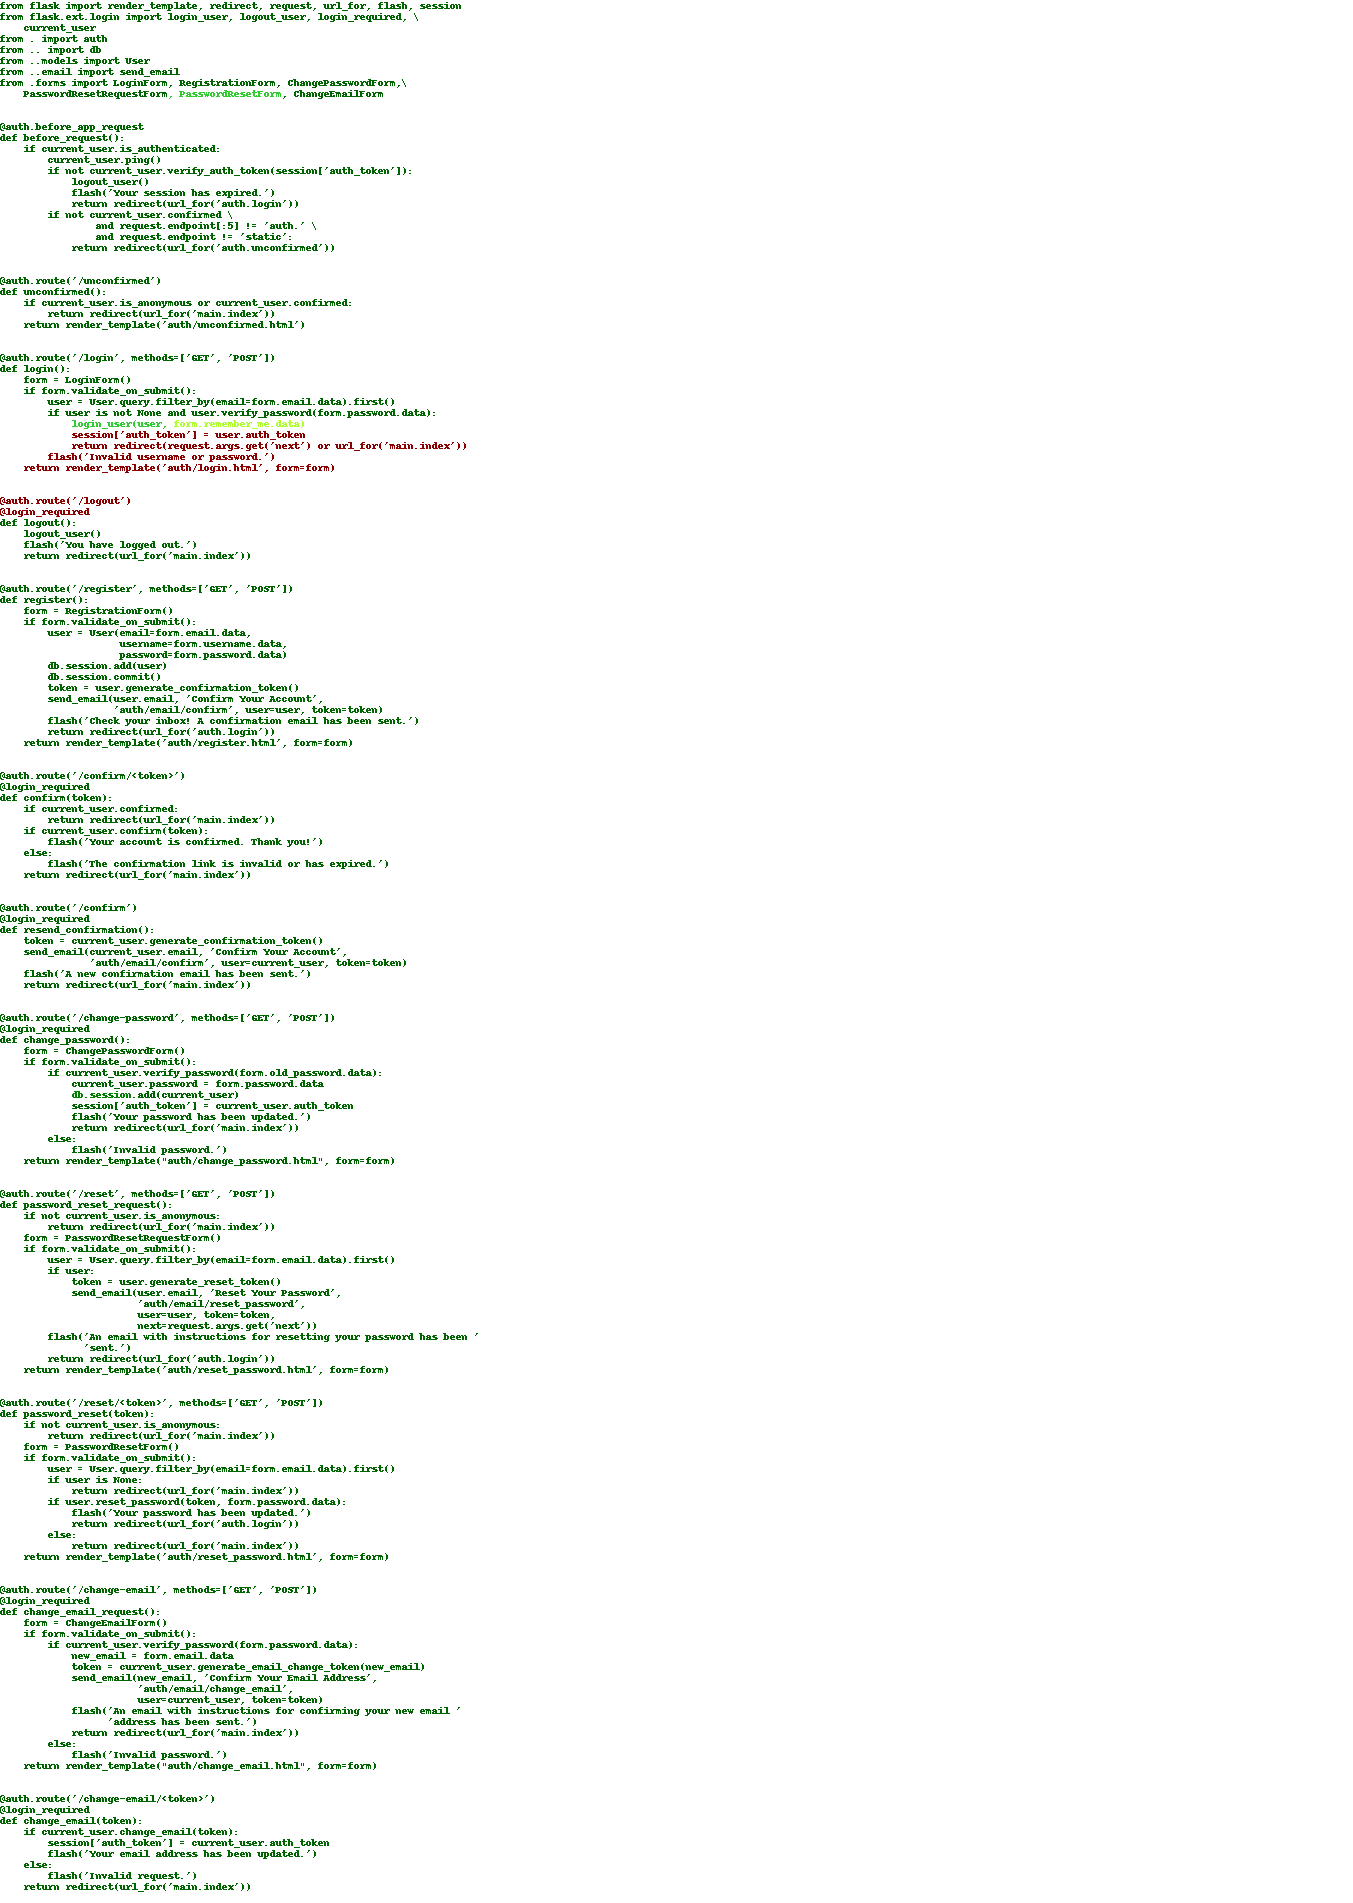 from flask import render_template, redirect, request, url_for, flash, session
from flask.ext.login import login_user, logout_user, login_required, \
    current_user
from . import auth
from .. import db
from ..models import User
from ..email import send_email
from .forms import LoginForm, RegistrationForm, ChangePasswordForm,\
    PasswordResetRequestForm, PasswordResetForm, ChangeEmailForm


@auth.before_app_request
def before_request():
    if current_user.is_authenticated:
        current_user.ping()
        if not current_user.verify_auth_token(session['auth_token']):
            logout_user()
            flash('Your session has expired.')
            return redirect(url_for('auth.login'))
        if not current_user.confirmed \
                and request.endpoint[:5] != 'auth.' \
                and request.endpoint != 'static':
            return redirect(url_for('auth.unconfirmed'))


@auth.route('/unconfirmed')
def unconfirmed():
    if current_user.is_anonymous or current_user.confirmed:
        return redirect(url_for('main.index'))
    return render_template('auth/unconfirmed.html')


@auth.route('/login', methods=['GET', 'POST'])
def login():
    form = LoginForm()
    if form.validate_on_submit():
        user = User.query.filter_by(email=form.email.data).first()
        if user is not None and user.verify_password(form.password.data):
            login_user(user, form.remember_me.data)
            session['auth_token'] = user.auth_token
            return redirect(request.args.get('next') or url_for('main.index'))
        flash('Invalid username or password.')
    return render_template('auth/login.html', form=form)


@auth.route('/logout')
@login_required
def logout():
    logout_user()
    flash('You have logged out.')
    return redirect(url_for('main.index'))


@auth.route('/register', methods=['GET', 'POST'])
def register():
    form = RegistrationForm()
    if form.validate_on_submit():
        user = User(email=form.email.data,
                    username=form.username.data,
                    password=form.password.data)
        db.session.add(user)
        db.session.commit()
        token = user.generate_confirmation_token()
        send_email(user.email, 'Confirm Your Account',
                   'auth/email/confirm', user=user, token=token)
        flash('Check your inbox! A confirmation email has been sent.')
        return redirect(url_for('auth.login'))
    return render_template('auth/register.html', form=form)


@auth.route('/confirm/<token>')
@login_required
def confirm(token):
    if current_user.confirmed:
        return redirect(url_for('main.index'))
    if current_user.confirm(token):
        flash('Your account is confirmed. Thank you!')
    else:
        flash('The confirmation link is invalid or has expired.')
    return redirect(url_for('main.index'))


@auth.route('/confirm')
@login_required
def resend_confirmation():
    token = current_user.generate_confirmation_token()
    send_email(current_user.email, 'Confirm Your Account',
               'auth/email/confirm', user=current_user, token=token)
    flash('A new confirmation email has been sent.')
    return redirect(url_for('main.index'))


@auth.route('/change-password', methods=['GET', 'POST'])
@login_required
def change_password():
    form = ChangePasswordForm()
    if form.validate_on_submit():
        if current_user.verify_password(form.old_password.data):
            current_user.password = form.password.data
            db.session.add(current_user)
            session['auth_token'] = current_user.auth_token
            flash('Your password has been updated.')
            return redirect(url_for('main.index'))
        else:
            flash('Invalid password.')
    return render_template("auth/change_password.html", form=form)


@auth.route('/reset', methods=['GET', 'POST'])
def password_reset_request():
    if not current_user.is_anonymous:
        return redirect(url_for('main.index'))
    form = PasswordResetRequestForm()
    if form.validate_on_submit():
        user = User.query.filter_by(email=form.email.data).first()
        if user:
            token = user.generate_reset_token()
            send_email(user.email, 'Reset Your Password',
                       'auth/email/reset_password',
                       user=user, token=token,
                       next=request.args.get('next'))
        flash('An email with instructions for resetting your password has been '
              'sent.')
        return redirect(url_for('auth.login'))
    return render_template('auth/reset_password.html', form=form)


@auth.route('/reset/<token>', methods=['GET', 'POST'])
def password_reset(token):
    if not current_user.is_anonymous:
        return redirect(url_for('main.index'))
    form = PasswordResetForm()
    if form.validate_on_submit():
        user = User.query.filter_by(email=form.email.data).first()
        if user is None:
            return redirect(url_for('main.index'))
        if user.reset_password(token, form.password.data):
            flash('Your password has been updated.')
            return redirect(url_for('auth.login'))
        else:
            return redirect(url_for('main.index'))
    return render_template('auth/reset_password.html', form=form)


@auth.route('/change-email', methods=['GET', 'POST'])
@login_required
def change_email_request():
    form = ChangeEmailForm()
    if form.validate_on_submit():
        if current_user.verify_password(form.password.data):
            new_email = form.email.data
            token = current_user.generate_email_change_token(new_email)
            send_email(new_email, 'Confirm Your Email Address',
                       'auth/email/change_email',
                       user=current_user, token=token)
            flash('An email with instructions for confirming your new email '
                  'address has been sent.')
            return redirect(url_for('main.index'))
        else:
            flash('Invalid password.')
    return render_template("auth/change_email.html", form=form)


@auth.route('/change-email/<token>')
@login_required
def change_email(token):
    if current_user.change_email(token):
        session['auth_token'] = current_user.auth_token
        flash('Your email address has been updated.')
    else:
        flash('Invalid request.')
    return redirect(url_for('main.index'))